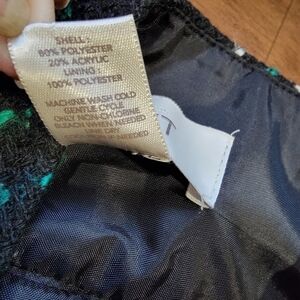 SHELL:
80% POLYESTER
20% ACRYLIC
LINING:
100% POLYESTER
MACHINE WASH COLD
GENTLE CYCLE
ONLY NON-CHLORINE
BLEACH WHEN NEEDED
LINE DRY
IRON IF NEEDED